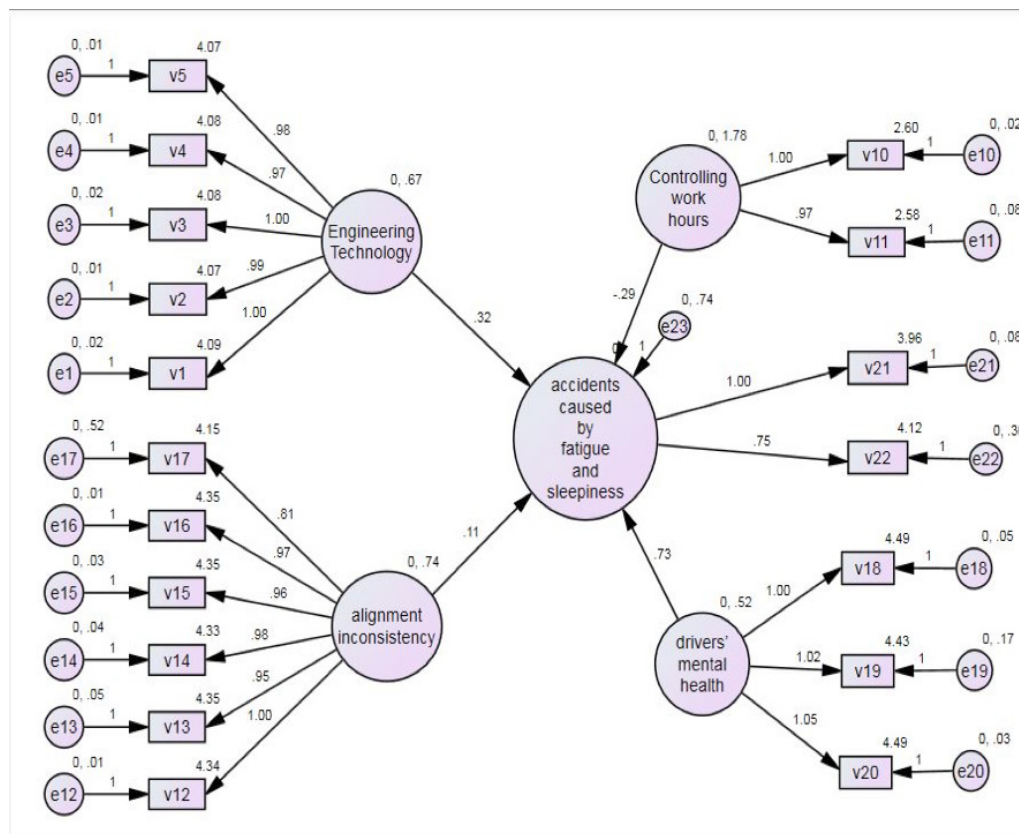 0, .01
e5
1
4.07
v5
.98
0, .01
e4
1
4.08
v4
.97
0, .02
e3
1
4.08
v3
1.00
0, .01
e2
1
4.07
v2
.99
0, .02
e1
1
4.09
v1
1.00
0, .67
Engineering
Technology
.32
0, .52
e17
1
4.15
v17
.81
0, .01
e16
1
4.35
v16
.97
0, .03
e15
1
4.35
v15
.96
0, .04
e14
1
4.33
v14
.98
0, .05
e13
1
4.35
v13
.95
0, .01
e12
1
4.34
v12
1.00
0, .74
alignment
inconsistency
.11
0, 1.78
Controlling
work
hours
1.00
2.60
v10
1
0, .02
e10
.97
2.58
v11
1
0, .08
e11
-.29
0, .74
e23
1
accidents
caused
by
fatigue
and
sleepiness
1.00
3.96
v21
1
0, .08
e21
.75
4.12
v22
1
e22
.73
0, .52
drivers'
mental
health
1.00
4.49
v18
1
0, .05
e18
1.02
4.43
v19
1
0, .17
e19
1.05
4.49
v20
1
0, .03
e20